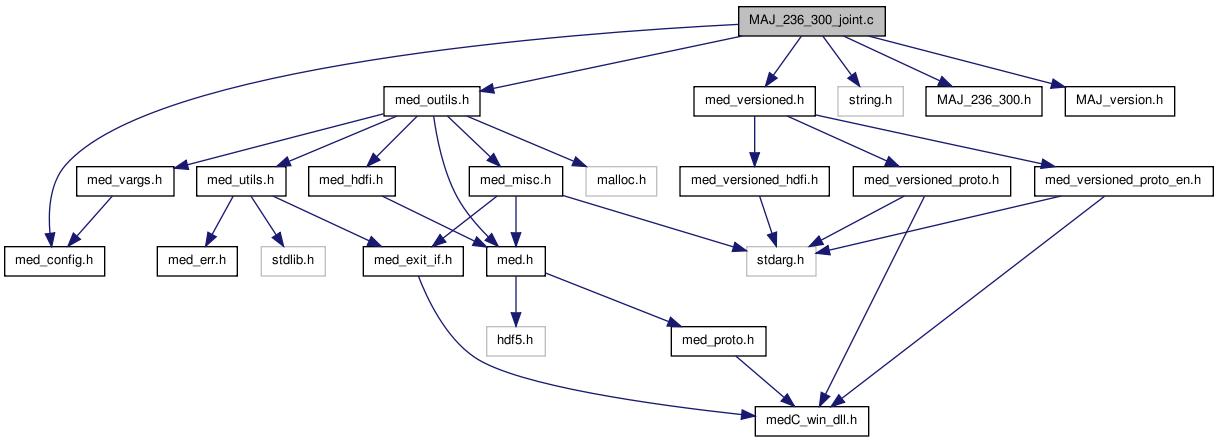 MAJ_236_300_joint.c
med_outils.h
med_versioned.h
string.h
MAJ_236_300.h
MAJ_version.h
med_vargs.h
med_utils.h
med_hdfi.h
med_misc.h
malloc.h
med_versioned_hdfi.h
med_versioned_proto.h
med_versioned_proto_en.h
med_config.h
med_err.h
stdlib.h
med_exit_if.h
med.h
stdarg.h
hdf5.h
med_proto.h
medC_win_dll.h